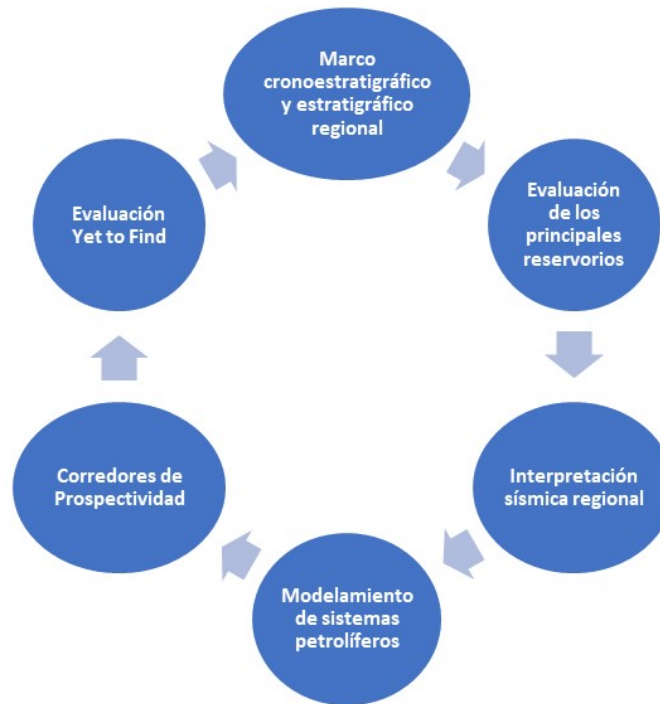 Marco
cronoestratigráfico
y estratigráfico
regional
Evaluación
de los
principales
reservorios
Interpretación
sísmica regional
Modelamiento
de sistemas
petrolíferos
Corredores de
Prospectividad
Evaluación
Yet to Find